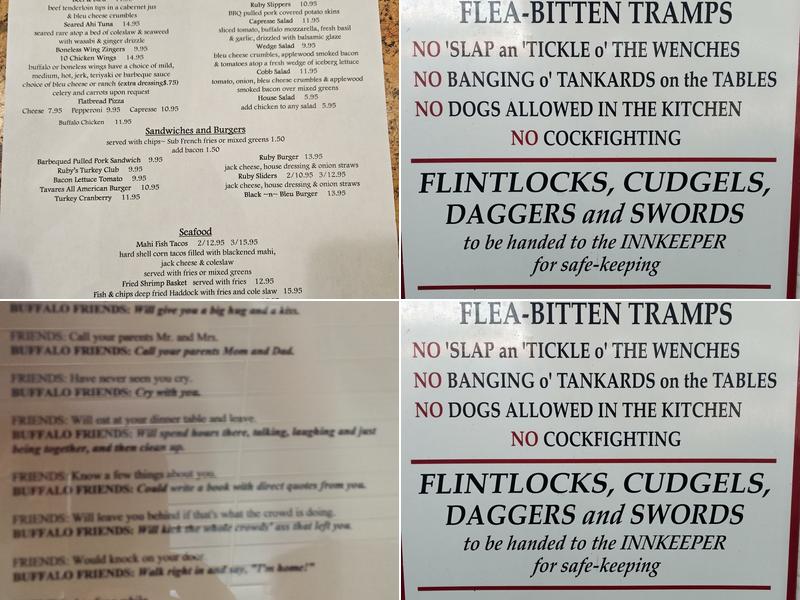 beef tenderloin tips in a cabernet jus
& bleu cheese crumbles
Seared Ahi Tuna 14.95
seared rare atop a bed of coleslaw & seaweed
with wasabi & ginger drizzle
Boneless Wing Zingers 9.95
10 Chicken Wings 14.95
buffalo or boneless wings have a choice of mild,
medium, hot, jerk, teriyaki or barbeque sauce
choice of bleu cheese or ranch (extra dressing$.75)
celery and carrots upon request
Flatbread Pizza
Cheese 7.95 Pepperoni 9.95 Caprese 10.95
Buffalo Chicken 11.95
Ruby Slippers 10.95
BBQ pulled pork covered potato skins
Caprese Salad 11.95
sliced tomato, buffalo mozzarella, fresh basil
& garlic, drizzled with balsamic glaze
Wedge Salad 9.95
bleu cheese crumbles, applewood smoked bacon
& tomatoes atop a fresh wedge of iceberg lettuce
Cobb Salad 11.95
tomato, onion, bleu cheese crumbles & applewood
smoked bacon over mixed greens
House Salad 5.95
add chicken to any salad 5.95
Sandwiches and Burgers
served with chips~ Sub French fries or mixed greens 1.50
add bacon 1.50
Barbequed Pulled Pork Sandwich 9.95
Ruby's Turkey Club 9.95
Bacon Lettuce Tomato 9.95
Tavares All American Burger 10.95
Turkey Cranberry 11.95
Ruby Burger 13.95
jack cheese, house dressing & onion straws
Ruby Sliders 2/10.95 3/12.95
jack cheese, house dressing & onion straws
Black ~n~ Bleu Burger 13.95
Seafood
Mahi Fish Tacos 2/12.95 3/15.95
hard shell corn tacos filled with blackened mahi,
jack cheese & coleslaw
served with fries or mixed greens
Fried Shrimp Basket served with fries 12.95
Fish & chips deep fried Haddock with fries and cole slaw 15.95
FLEA-BITTEN TRAMPS
NO 'SLAP an 'TICKLE o' THE WENCHES
NO BANGING o' TANKARDS on the TABLES
NO DOGS ALLOWED IN THE KITCHEN
NO COCKFIGHTING
FLINTLOCKS, CUDGELS,
DAGGERS and SWORDS
to be handed to the INNKEEPER
for safe-keeping
BUFFALO FRIENDS: Will give you a big hug and a kiss.
FRIENDS: Call your parents Mr. and Mrs.
BUFFALO FRIENDS: Call your parents Mom and Dad.
FRIENDS: Have never seen you cry.
BUFFALO FRIENDS: Cry with you.
FRIENDS: Will eat at your dinner table and leave.
BUFFALO FRIENDS: Will spend hours there, talking, laughing and just
being together, and then clean up.
FRIENDS: Know a few things about you.
BUFFALO FRIENDS: Could write a book with direct quotes from you.
FRIENDS: Will leave you behind if that's what the crowd is doing.
BUFFALO FRIENDS: Will kick the whole crowds' ass that left you.
FRIENDS: Would knock on your door.
BUFFALO FRIENDS: Walk right in and say, "I'm home!"
FLEA-BITTEN TRAMPS
NO 'SLAP an 'TICKLE o' THE WENCHES
NO BANGING o' TANKARDS on the TABLES
NO DOGS ALLOWED IN THE KITCHEN
NO COCKFIGHTING
FLINTLOCKS, CUDGELS,
DAGGERS and SWORDS
to be handed to the INNKEEPER
for safe-keeping